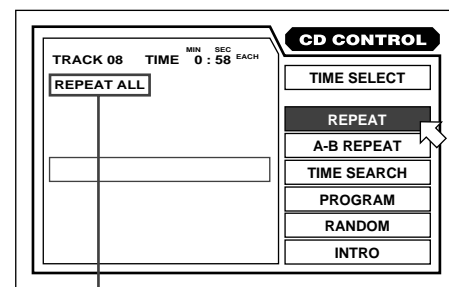 CD CONTROL
TRACK 08 TIME MIN 0 : SEC 58 EACH
REPEAT ALL
TIME SELECT
REPEAT
A-B REPEAT
TIME SEARCH
PROGRAM
RANDOM
INTRO